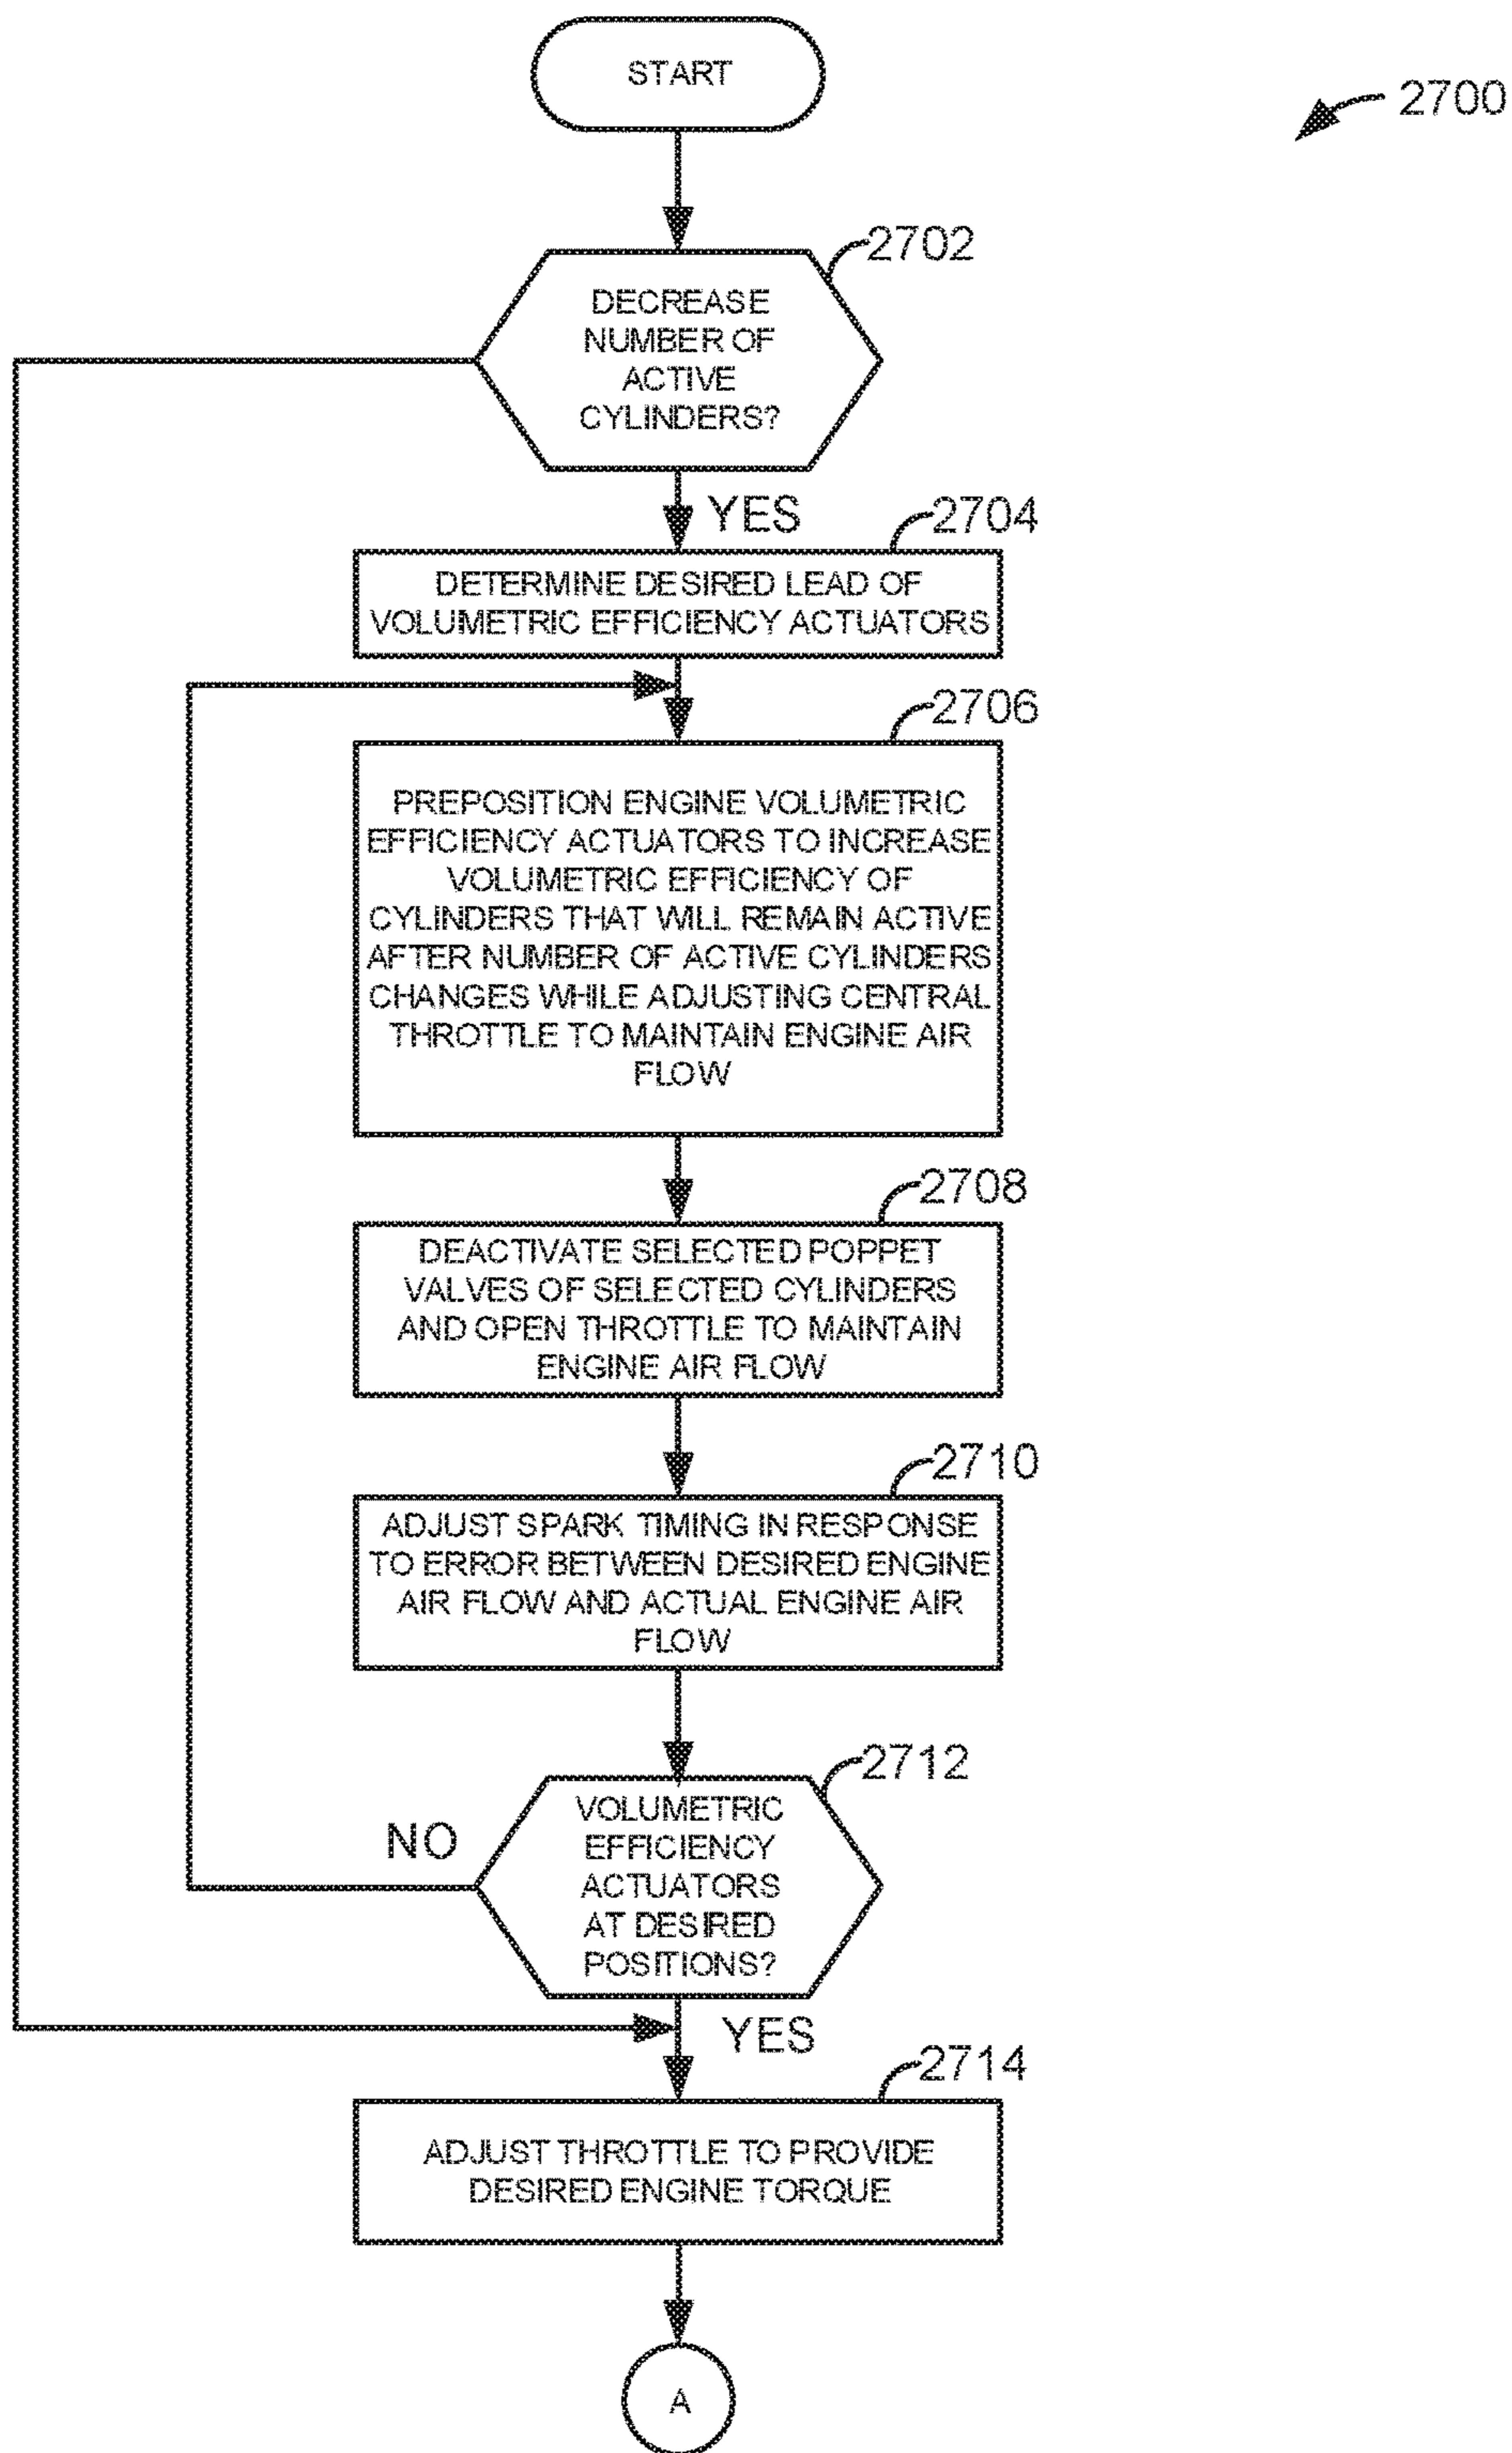 START
2700
2702
DECREASE
NUMBER OF
ACTIVE
CYLINDERS?
YES
2704
DETERMINE DESIRED LEAD OF
VOLUMETRIC EFFICIENCY ACTUATORS
2706
PREPOSITION ENGINE VOLUMETRIC
EFFICIENCY ACTUATORS TO INCREASE
VOLUMETRIC EFFICIENCY OF
CYLINDERS THAT WILL REMAIN ACTIVE
AFTER NUMBER OF ACTIVE CYLINDERS
CHANGES WHILE ADJUSTING CENTRAL
THROTTLE TO MAINTAIN ENGINE AIR
FLOW
2708
DEACTIVATE SELECTED POPPET
VALVES OF SELECTED CYLINDERS
AND OPEN THROTTLE TO MAINTAIN
ENGINE AIR FLOW
2710
ADJUST SPARK TIMING IN RESPONSE
TO ERROR BETWEEN DESIRED ENGINE
AIR FLOW AND ACTUAL ENGINE AIR
FLOW
2712
VOLUMETRIC
EFFICIENCY
ACTUATORS
AT DESIRED
POSITIONS?
NO
YES
2714
ADJUST THROTTLE TO PROVIDE
DESIRED ENGINE TORQUE
A